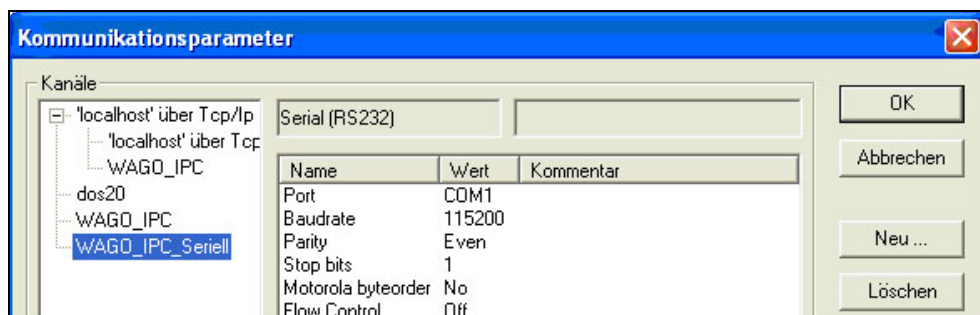 Kommunikationsparameter
Kanäle
'localhost' über Tcp/Ip
'localhost' über Tcp
WAGO_IPC
dos20
WAGO_IPC
WAGO_IPC_Seriell
Serial (RS232)
Name Wert Kommentar
Port COM1
Baudrate 115200
Parity Even
Stop bits 1
Motorola byteorder No
Flow Control Off
OK
Abbrechen
Neu ...
Löschen